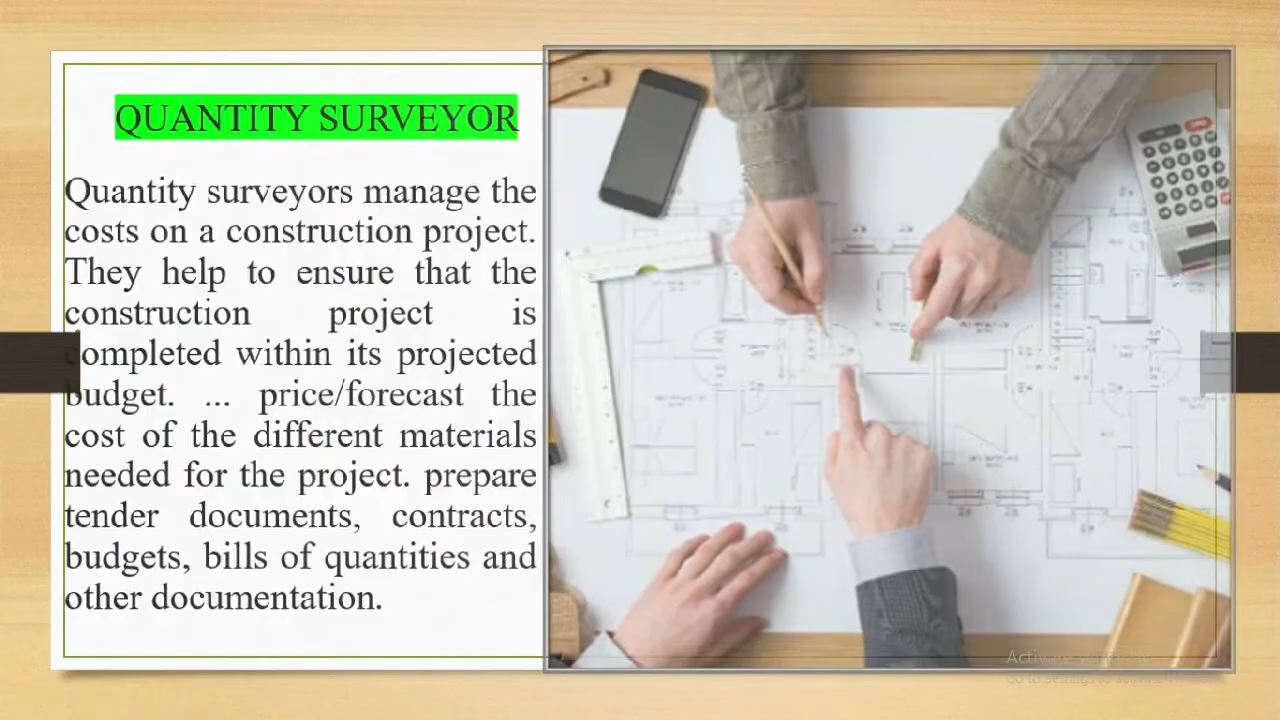 QUANTITY SURVEYOR
Quantity surveyors manage the
costs on a construction project.
They help to ensure that the
construction project is
completed within its projected
budget. ... price/forecast the
cost of the different materials
needed for the project. prepare
tender documents, contracts,
budgets, bills of quantities and
other documentation.